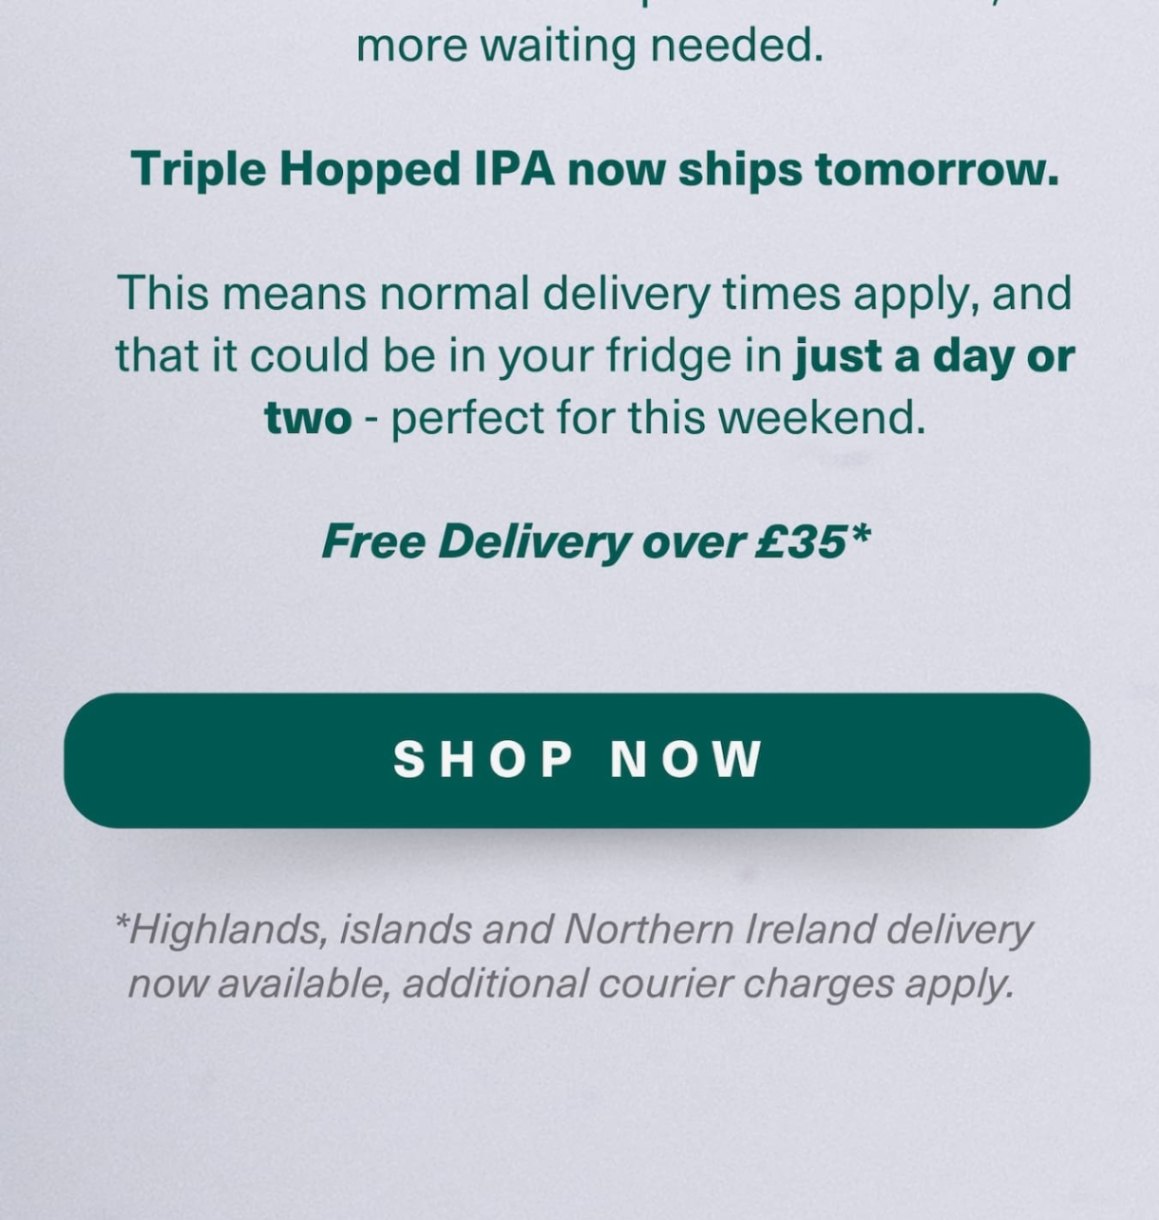 more waiting needed.
Triple Hopped IPA now ships tomorrow.
This means normal delivery times apply, and
that it could be in your fridge in just a day or
two - perfect for this weekend.
Free Delivery over £35*
SHOP NOW
*Highlands, islands and Northern Ireland delivery
now available, additional courier charges apply.